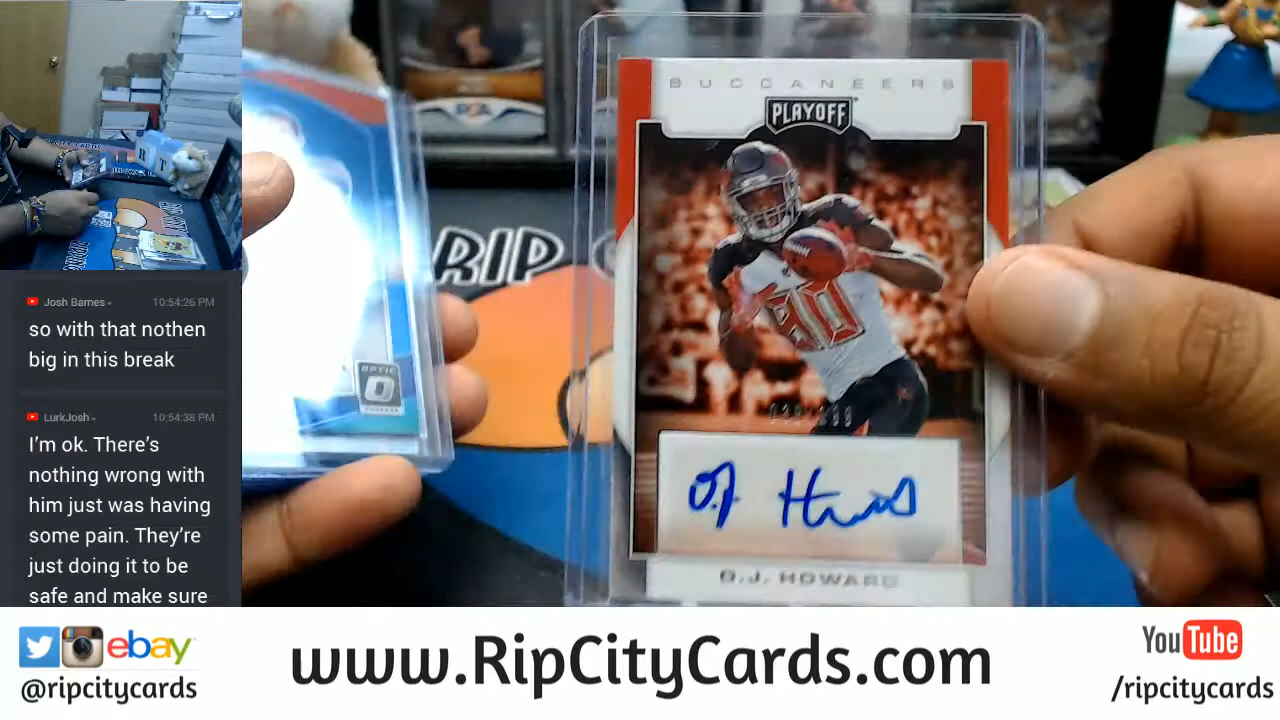 BUCCANEERS
PLAYOFF
RIP
80
OPTIC
O.J. Howard
O.J. HOWARD
Josh Barnes
10:54:26 PM
so with that nothen
big in this break
LurkJosh
10:54:38 PM
I'm ok. There's
nothing wrong with
him just was having
some pain. They're
just doing it to be
safe and make sure
ebay
@ripcitycards
www.RipCityCards.com
YouTube
/ripcitycards